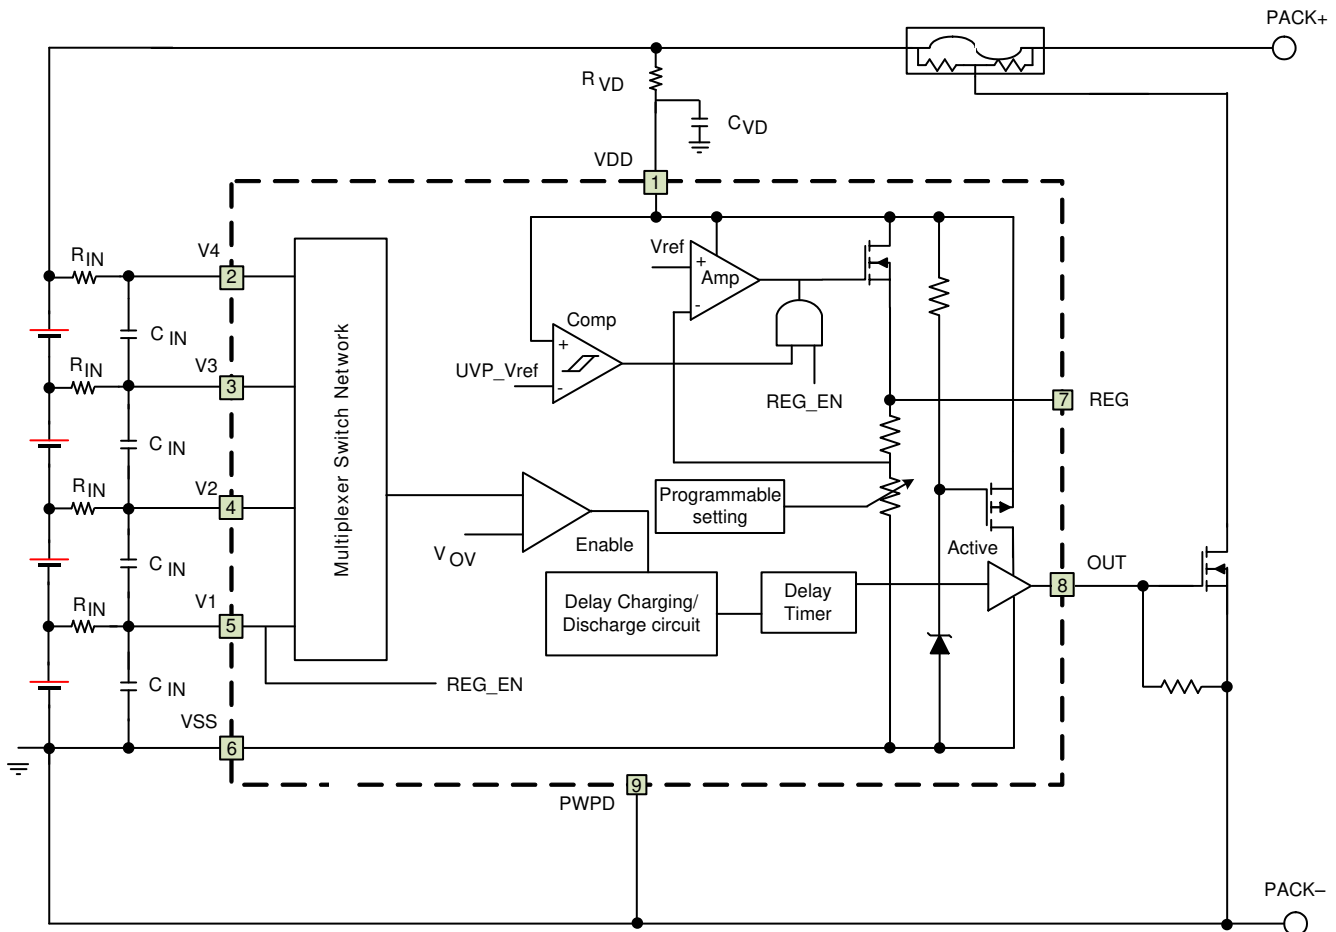 PACK+
R VD
C VD
VDD
1
V4
R IN
2
Vref
+
Amp
-
C IN
Comp
+
UVP_Vref
-
V3
R IN
3
REG_EN
7
REG
Multiplexer Switch Network
C IN
V2
R IN
4
Programmable
setting
V OV
Enable
Active
OUT
C IN
8
V1
R IN
5
Delay Charging/
Discharge circuit
Delay
Timer
C IN
REG_EN
VSS
6
9
PWPD
PACK–